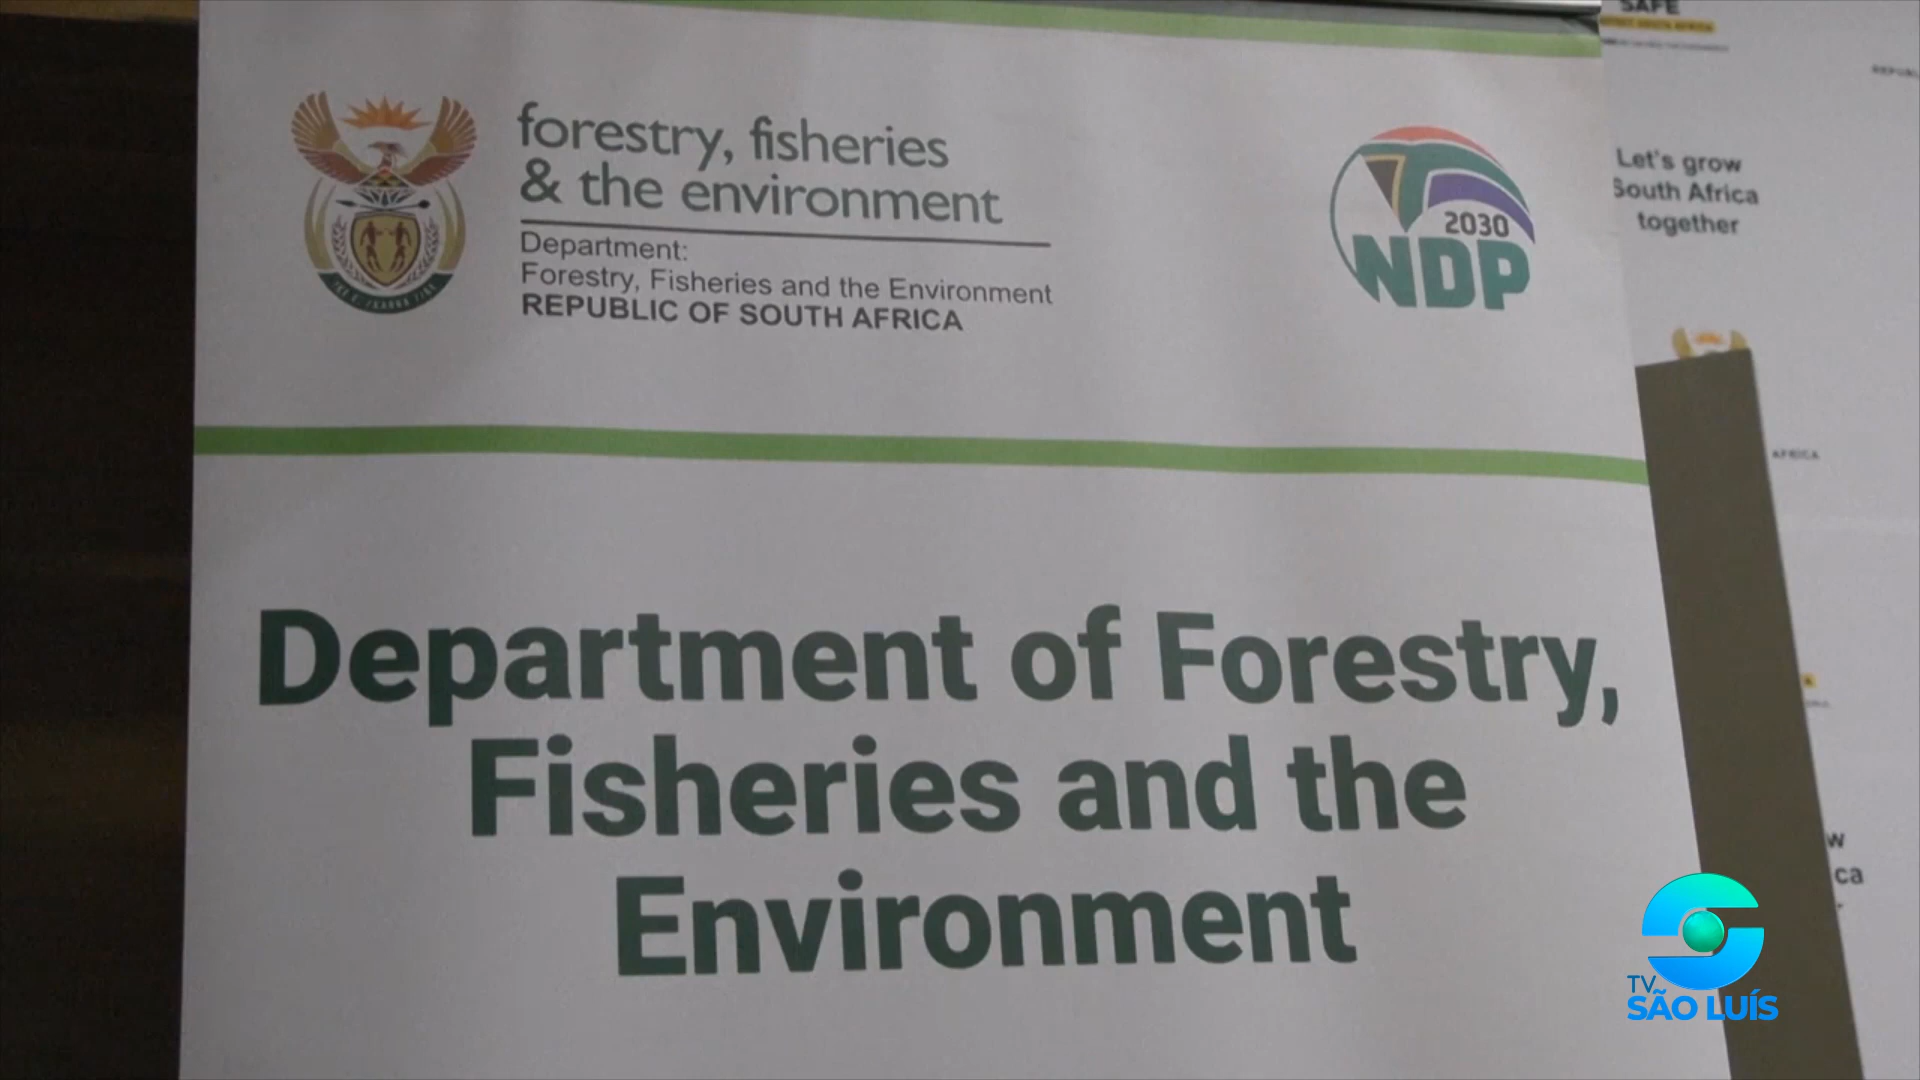 forestry, fisheries
& the environment
Department:
Forestry, Fisheries and the Environment
REPUBLIC OF SOUTH AFRICA
2030
NDP
Department of Forestry,
Fisheries and the
Environment
SAFE
Let's grow
South Africa
together
AFRICA
TV
SÃO LUÍS